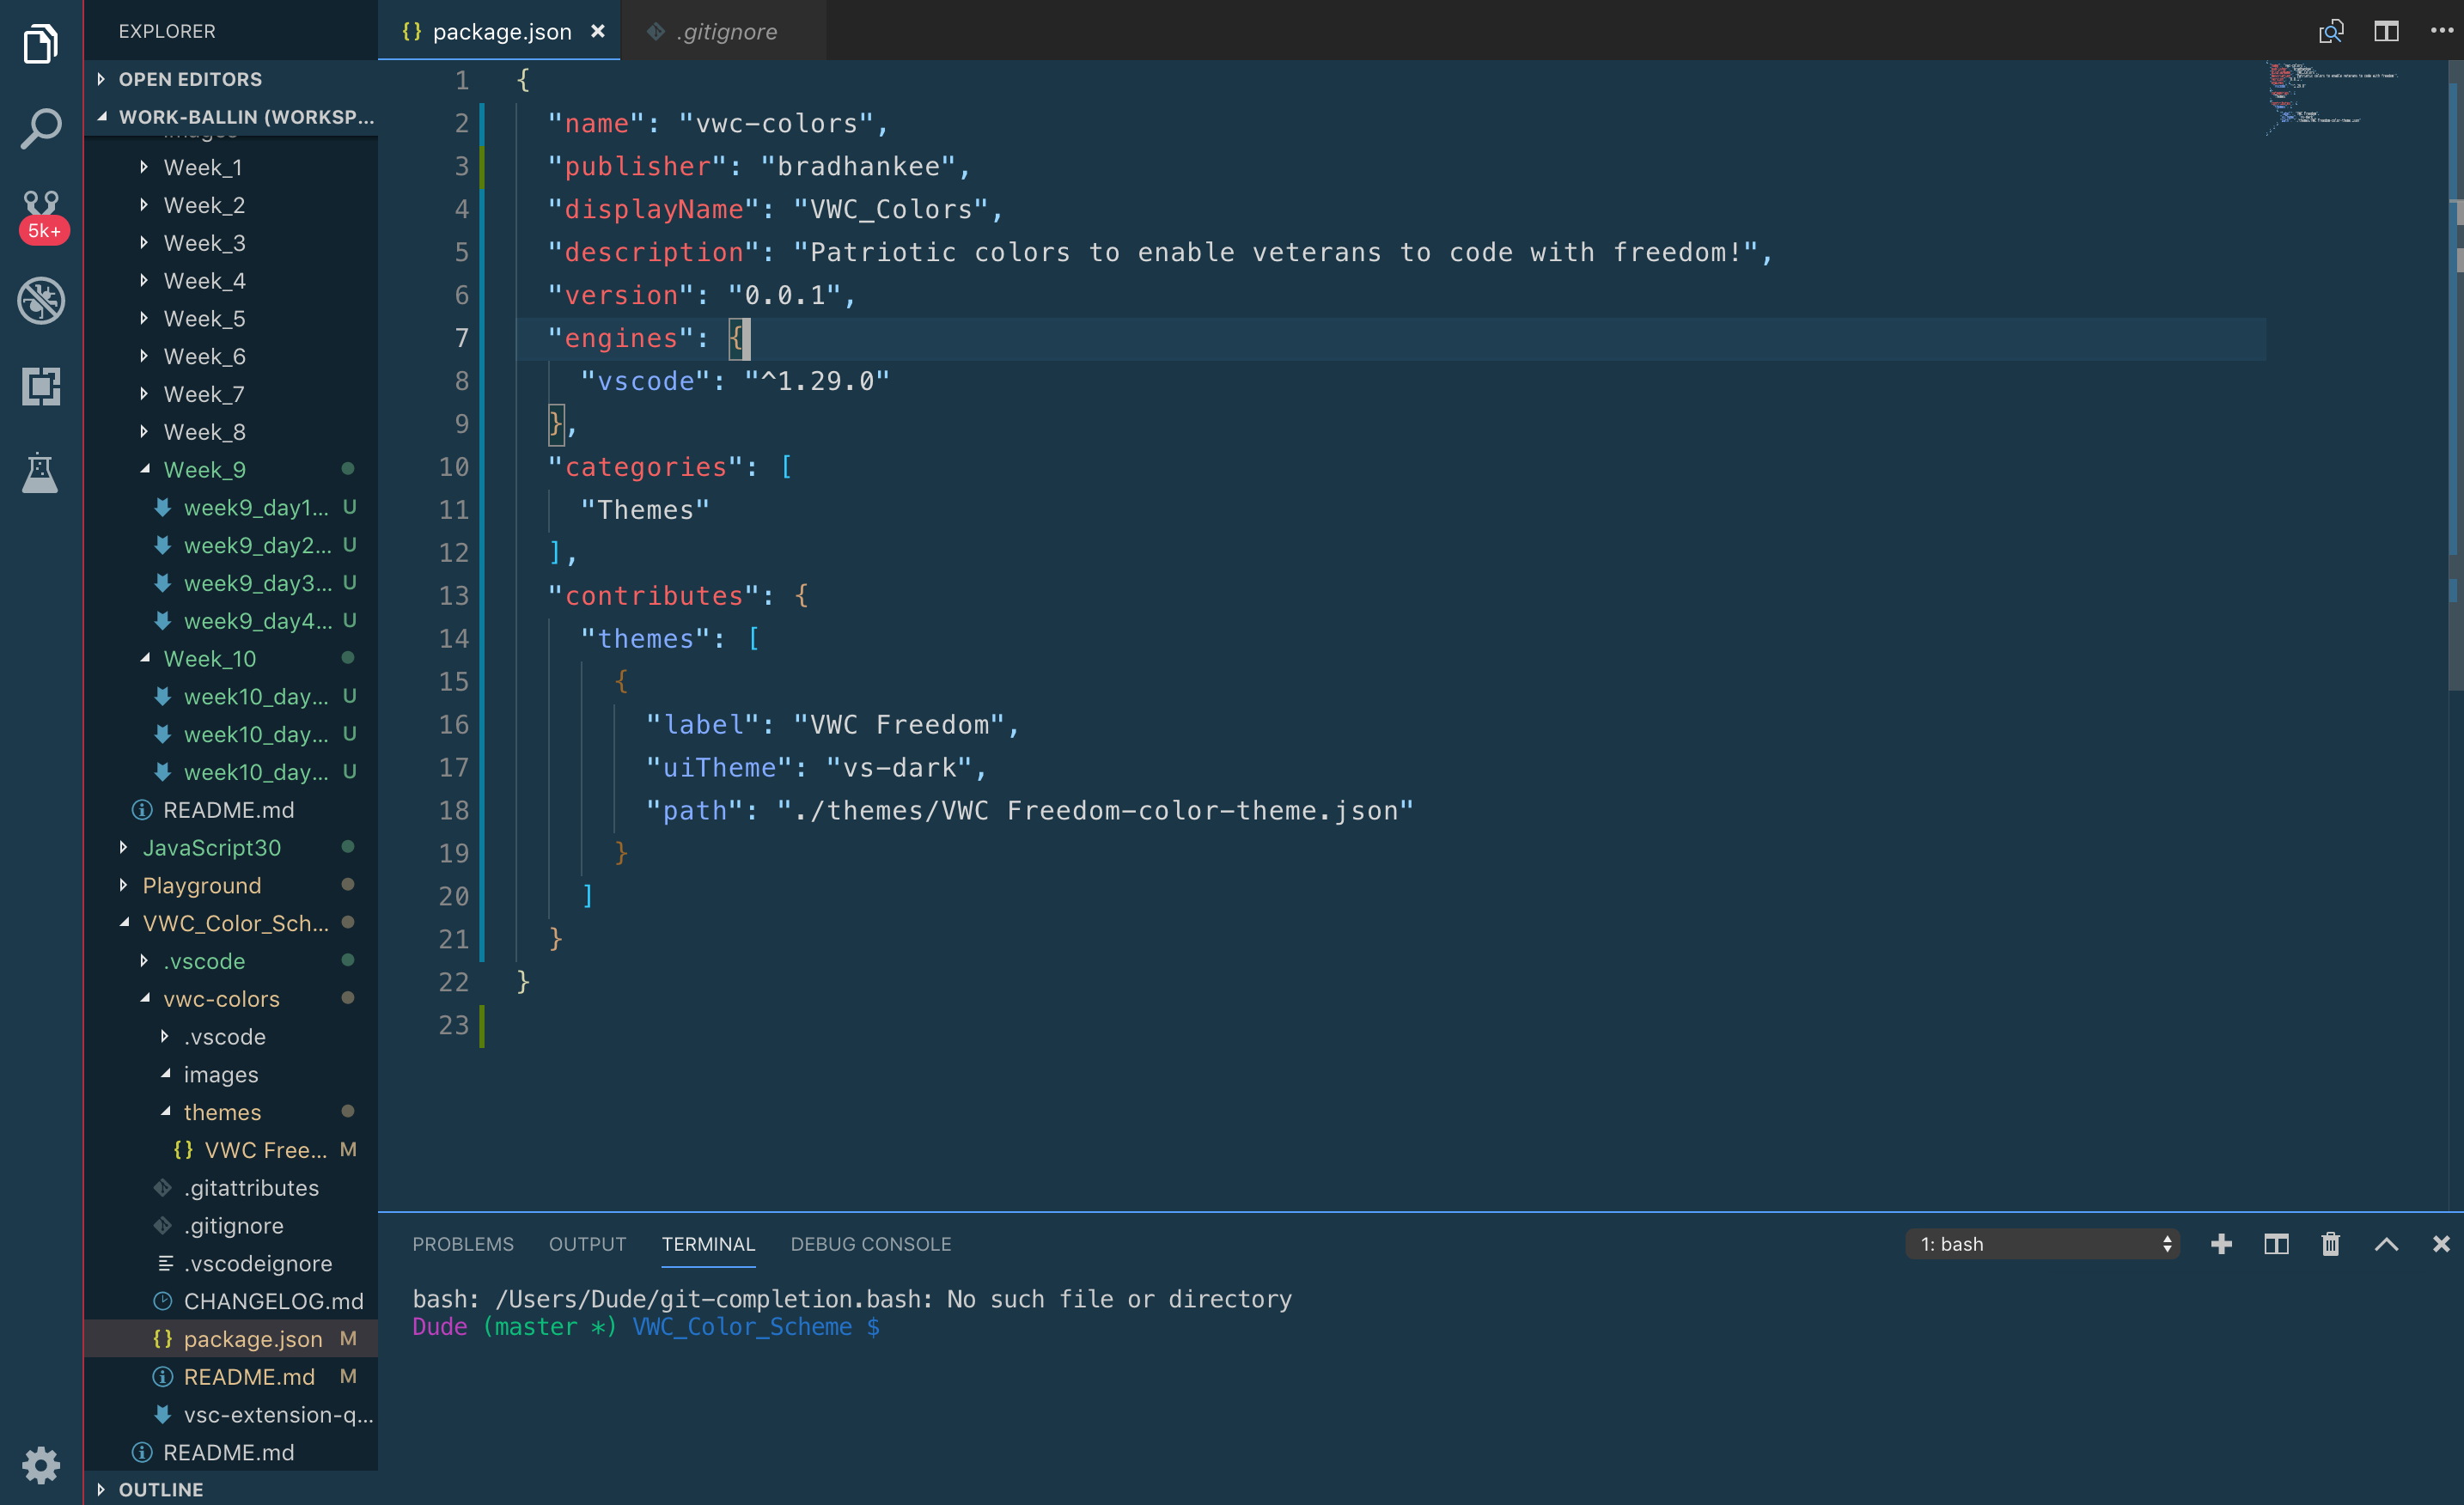 EXPLORER
OPEN EDITORS
WORK-BALLIN (WORKSP...
images
Week_1
Week_2
Week_3
Week_4
Week_5
Week_6
Week_7
Week_8
Week_9
week9_day1... U
week9_day2... U
week9_day3... U
week9_day4... U
Week_10
week10_day... U
week10_day... U
week10_day... U
README.md
JavaScript30
Playground
VWC_Color_Sch...
.vscode
vwc-colors
.vscode
images
themes
{} VWC Free... M
.gitattributes
.gitignore
.vscodeignore
CHANGELOG.md
{} package.json M
README.md M
vsc-extension-q...
README.md
OUTLINE
5k+
{} package.json ×
.gitignore
1 {
2 "name": "vwc-colors",
3 "publisher": "bradhankee",
4 "displayName": "VWC_Colors",
5 "description": "Patriotic colors to enable veterans to code with freedom!",
6 "version": "0.0.1",
7 "engines": {
8 "vscode": "^1.29.0"
9 },
10 "categories": [
11 "Themes"
12 ],
13 "contributes": {
14 "themes": [
15 {
16 "label": "VWC Freedom",
17 "uiTheme": "vs-dark",
18 "path": "./themes/VWC Freedom-color-theme.json"
19 }
20 ]
21 }
22 }
23
PROBLEMS OUTPUT TERMINAL DEBUG CONSOLE
1: bash
bash: /Users/Dude/git-completion.bash: No such file or directory
Dude (master *) VWC_Color_Scheme $